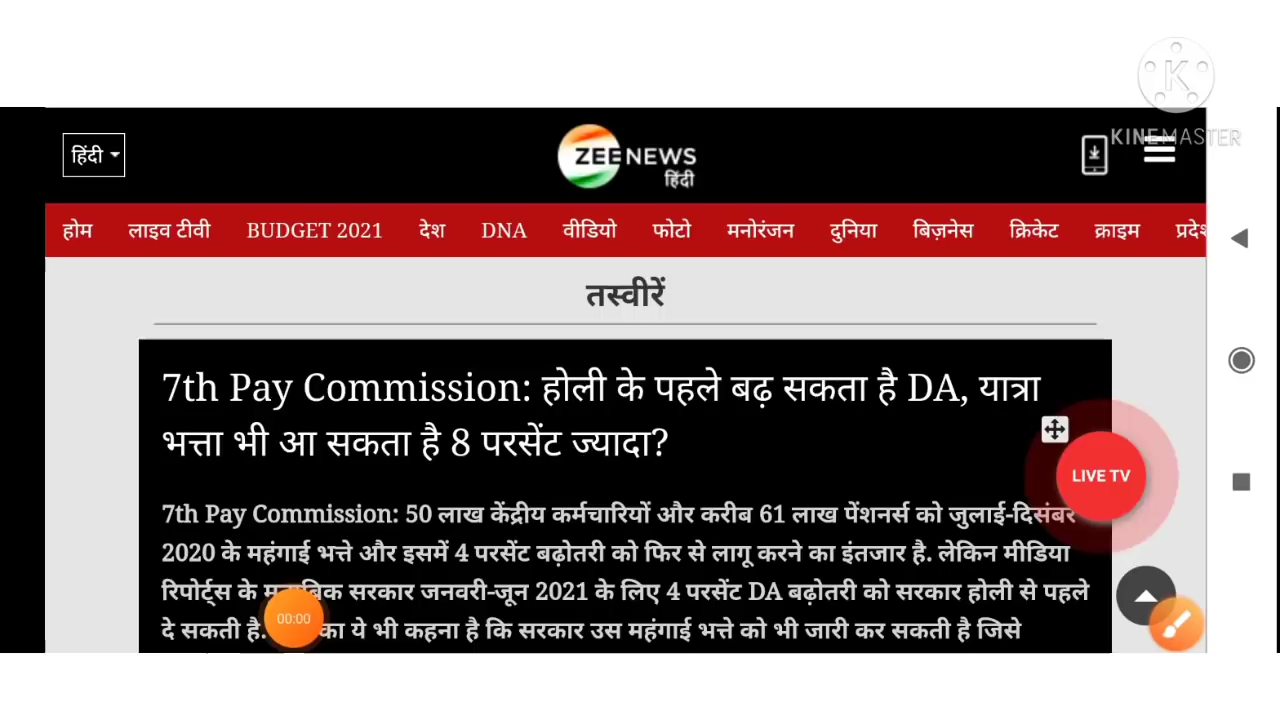 K
KINEMASTER
हिंदी
ZEE NEWS
हिंदी
होम लाइव टीवी BUDGET 2021 देश DNA वीडियो फोटो मनोरंजन दुनिया बिज़नेस क्रिकेट क्राइम
तस्वीरें
7th Pay Commission: होली के पहले बढ़ सकता है DA, यात्रा
भत्ता भी आ सकता है 8 परसेंट ज्यादा?
LIVE TV
7th Pay Commission: 50 लाख केंद्रीय कर्मचारियों और करीब 61 लाख पेंशनर्स को जुलाई-दिसंबर
2020 के महंगाई भत्ते और इसमें 4 परसेंट बढ़ोतरी को फिर से लागू करने का इंतजार है. लेकिन मीडिया
रिपोर्ट्स के सरकार जनवरी-जून 2021 के लिए 4 परसेंट DA बढ़ोतरी को सरकार होली से पहले
दे सकती है. का ये भी कहना है कि सरकार उस महंगाई भत्ते को भी जारी कर सकती है जिसे
00:00